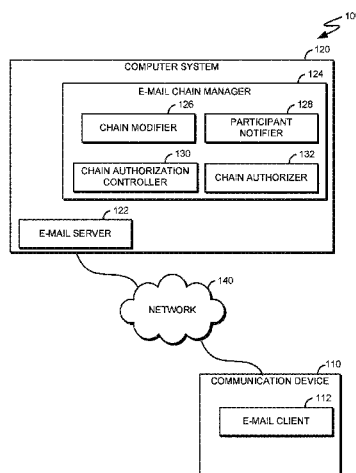 120
COMPUTER SYSTEM
124
E-MAIL CHAIN MANAGER
126
CHAIN MODIFIER
128
PARTICIPANT
NOTIFIER
130
CHAIN AUTHORIZATION
CONTROLLER
132
CHAIN AUTHORIZER
122
E-MAIL SERVER
140
NETWORK
110
COMMUNICATION DEVICE
112
E-MAIL CLIENT